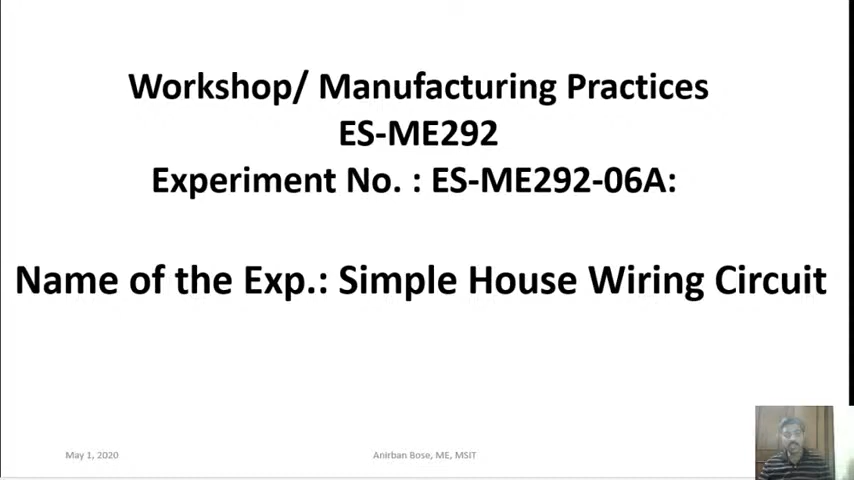 Workshop/ Manufacturing Practices
ES-ME292
Experiment No. : ES-ME292-06A:
Name of the Exp.: Simple House Wiring Circuit
May 1, 2020
Anirban Bose, ME, MSIT